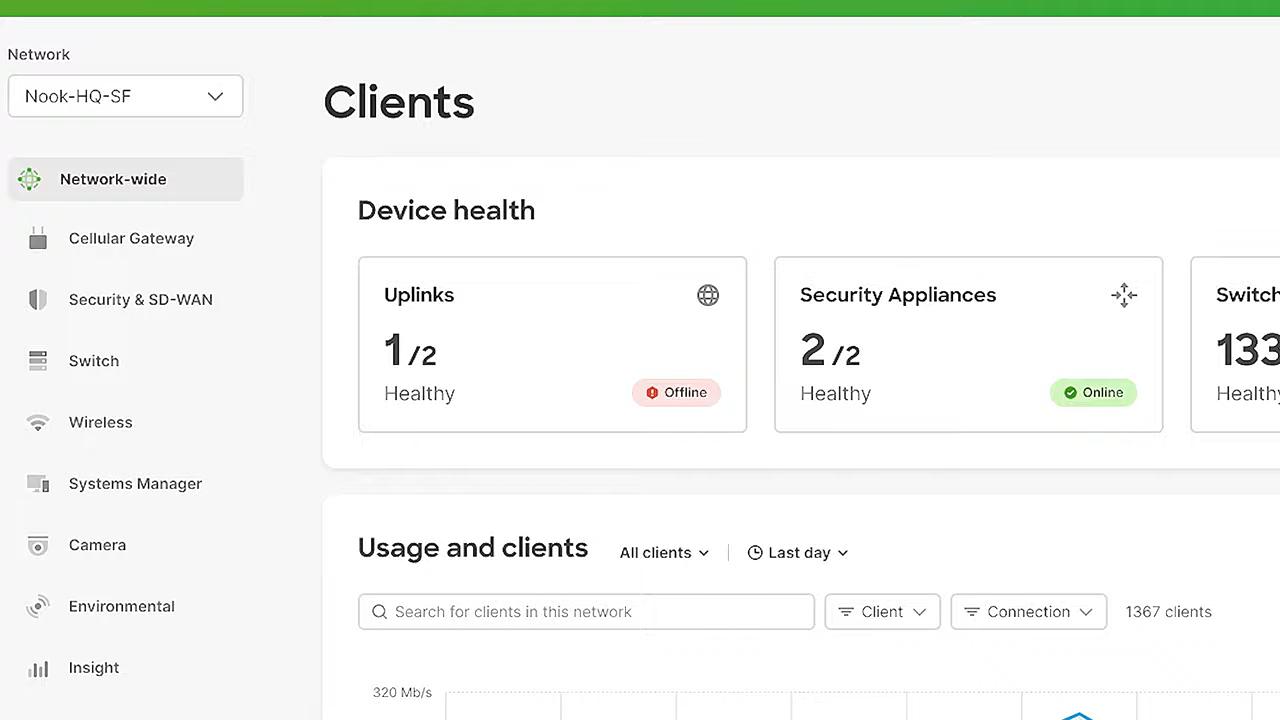 Network
Nook-HQ-SF
Clients
Network-wide
Device health
Cellular Gateway
Uplinks
Security Appliances
Security & SD-WAN
1 /2
2 /2
133
Switch
Healthy
Offline
Healthy
Online
Wireless
Systems Manager
Usage and clients
All clients
Last day
Camera
Environmental
Search for clients in this network
Client
Connection
1367 clients
Insight
320 Mb/s